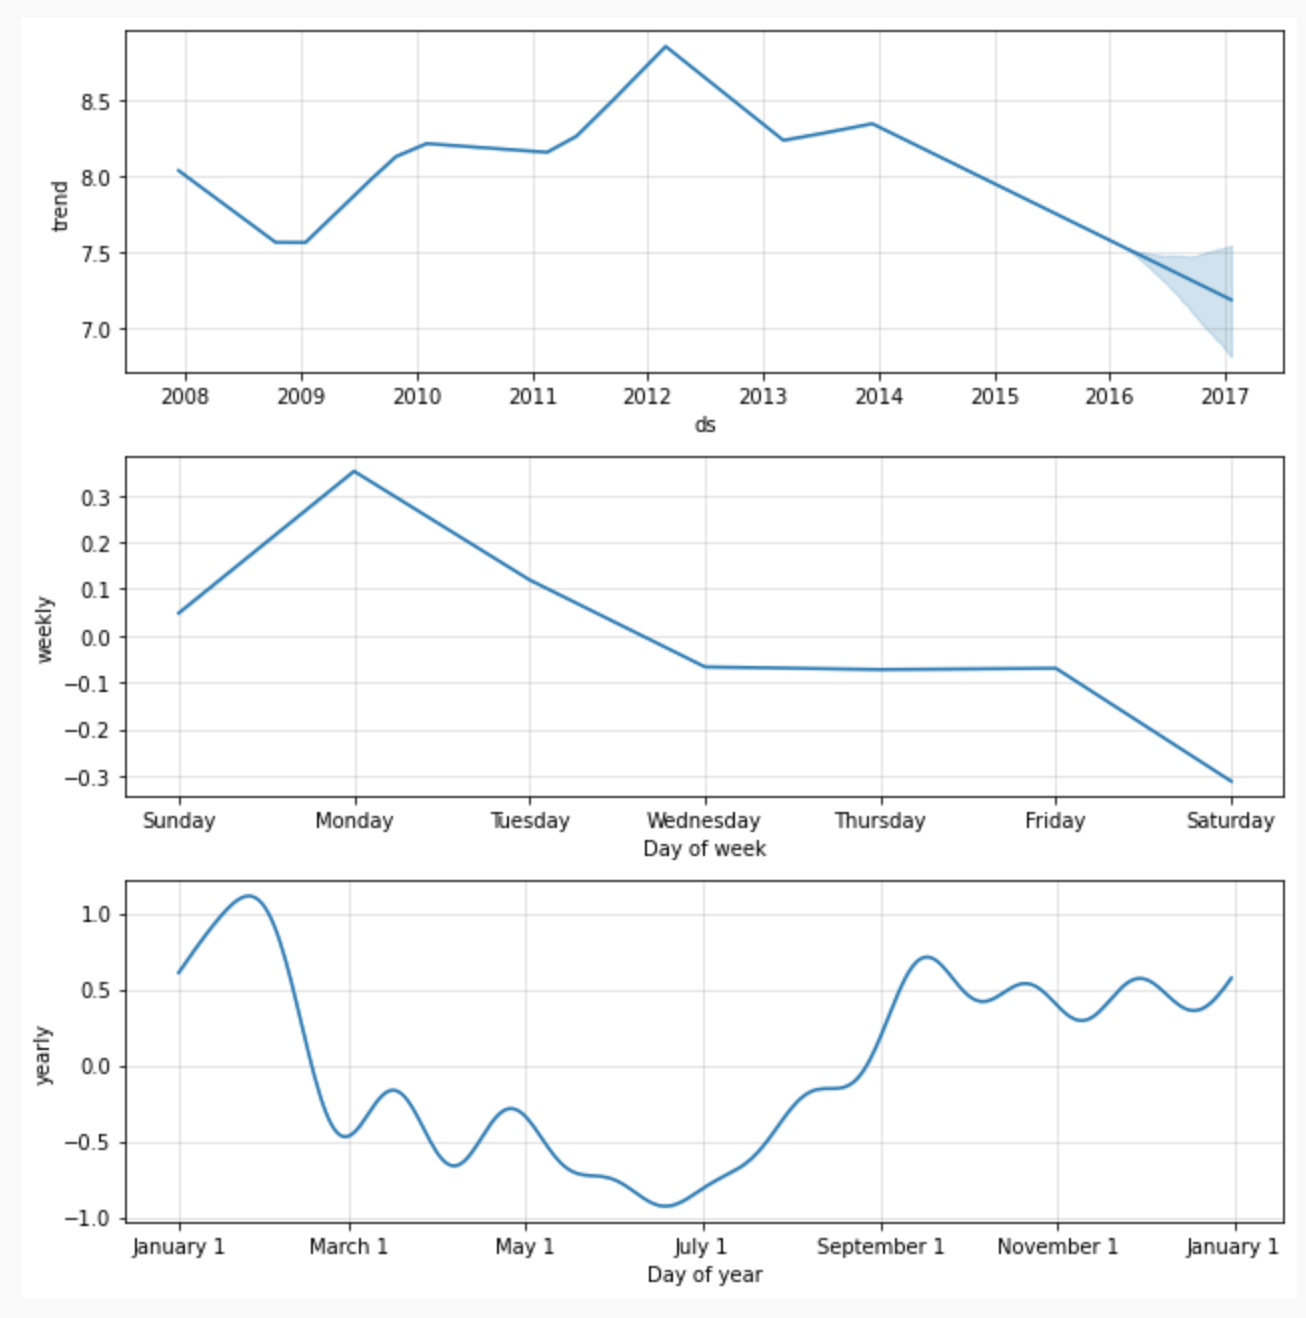 8.5
8.0
7.5
7.0
trend
2008 2009 2010 2011 2012 2013 2014 2015 2016 2017
ds
0.3
0.2
0.1
0.0
−0.1
−0.2
−0.3
weekly
Sunday Monday Tuesday Wednesday Thursday Friday Saturday
Day of week
1.0
0.5
0.0
−0.5
−1.0
yearly
January 1 March 1 May 1 July 1 September 1 November 1 January 1
Day of year